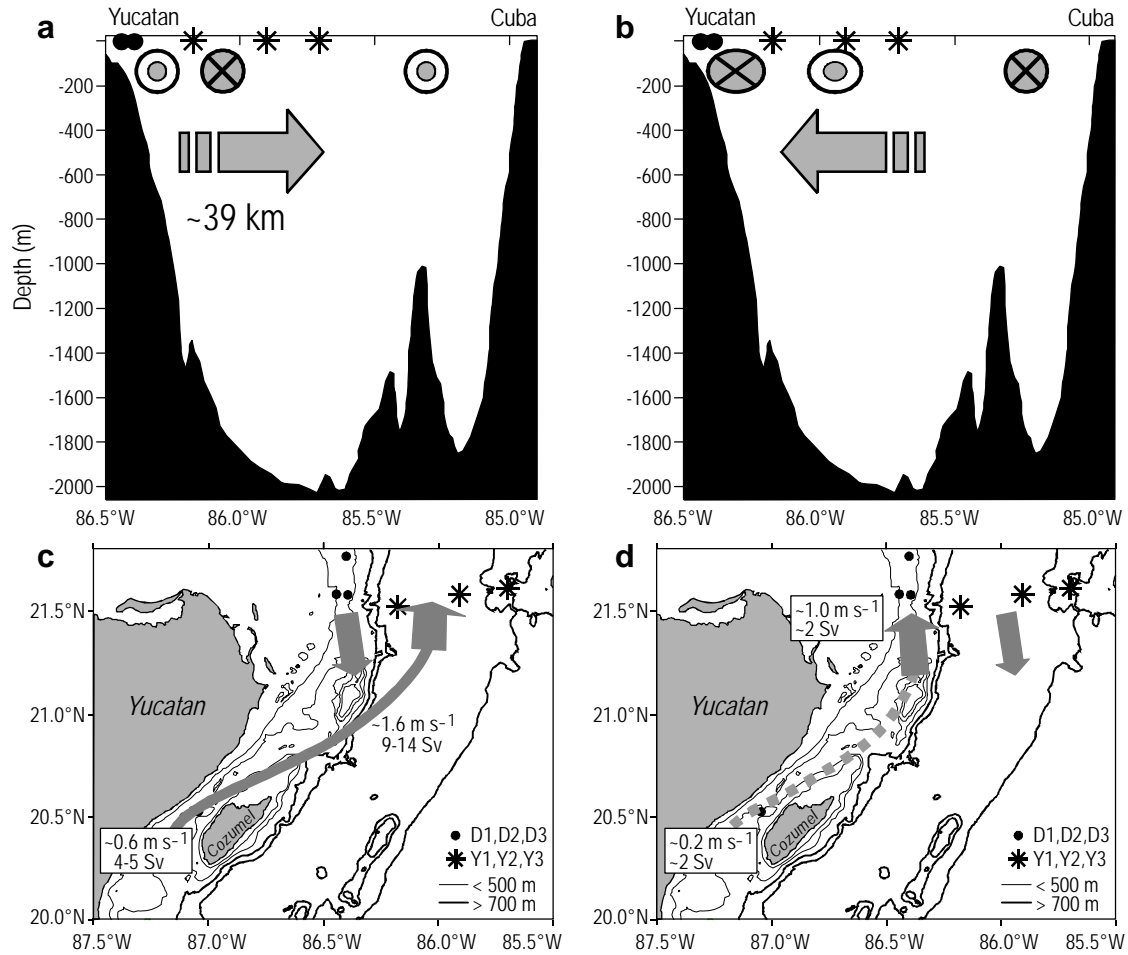 a
Yucatan
Cuba
Depth (m)
-200
-400
-600
-800
-1000
-1200
-1400
-1600
-1800
-2000
~39 km
86.5°W
86.0°W
85.5°W
85.0°W
b
Yucatan
Cuba
-200
-400
-600
-800
-1000
-1200
-1400
-1600
-1800
-2000
86.5°W
86.0°W
85.5°W
85.0°W
c
21.5°N
21.0°N
20.5°N
20.0°N
Yucatan
~1.6 m s⁻¹
9-14 Sv
~0.6 m s⁻¹
4-5 Sv
Cozumel
D1,D2,D3
Y1,Y2,Y3
< 500 m
> 700 m
87.5°W
87.0°W
86.5°W
86.0°W
85.5°W
d
21.5°N
21.0°N
20.5°N
20.0°N
~1.0 m s⁻¹
~2 Sv
Yucatan
~0.2 m s⁻¹
~2 Sv
Cozumel
D1,D2,D3
Y1,Y2,Y3
< 500 m
> 700 m
87.5°W
87.0°W
86.5°W
86.0°W
85.5°W